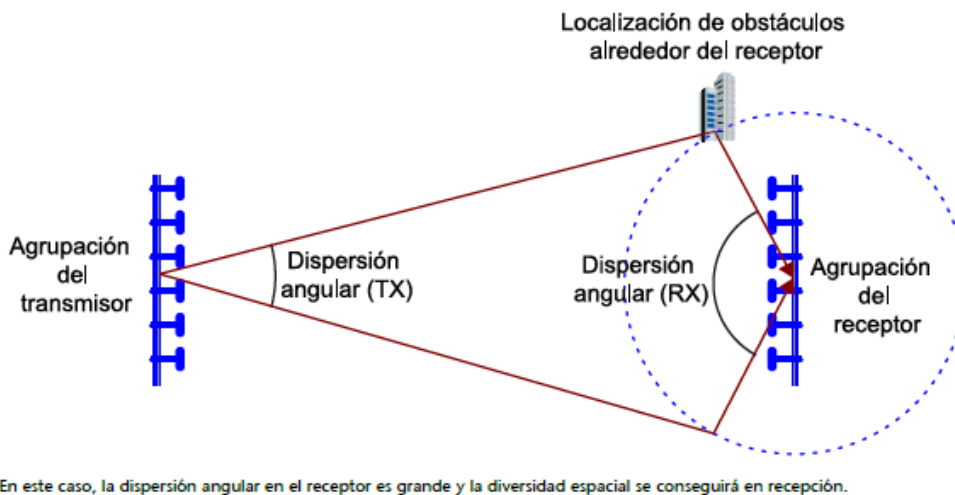 Localización de obstáculos
alrededor del receptor
Agrupación
del
transmisor
Dispersión
angular (TX)
Dispersión
angular (RX)
Agrupación
del
receptor
En este caso, la dispersión angular en el receptor es grande y la diversidad espacial se conseguirá en recepción.